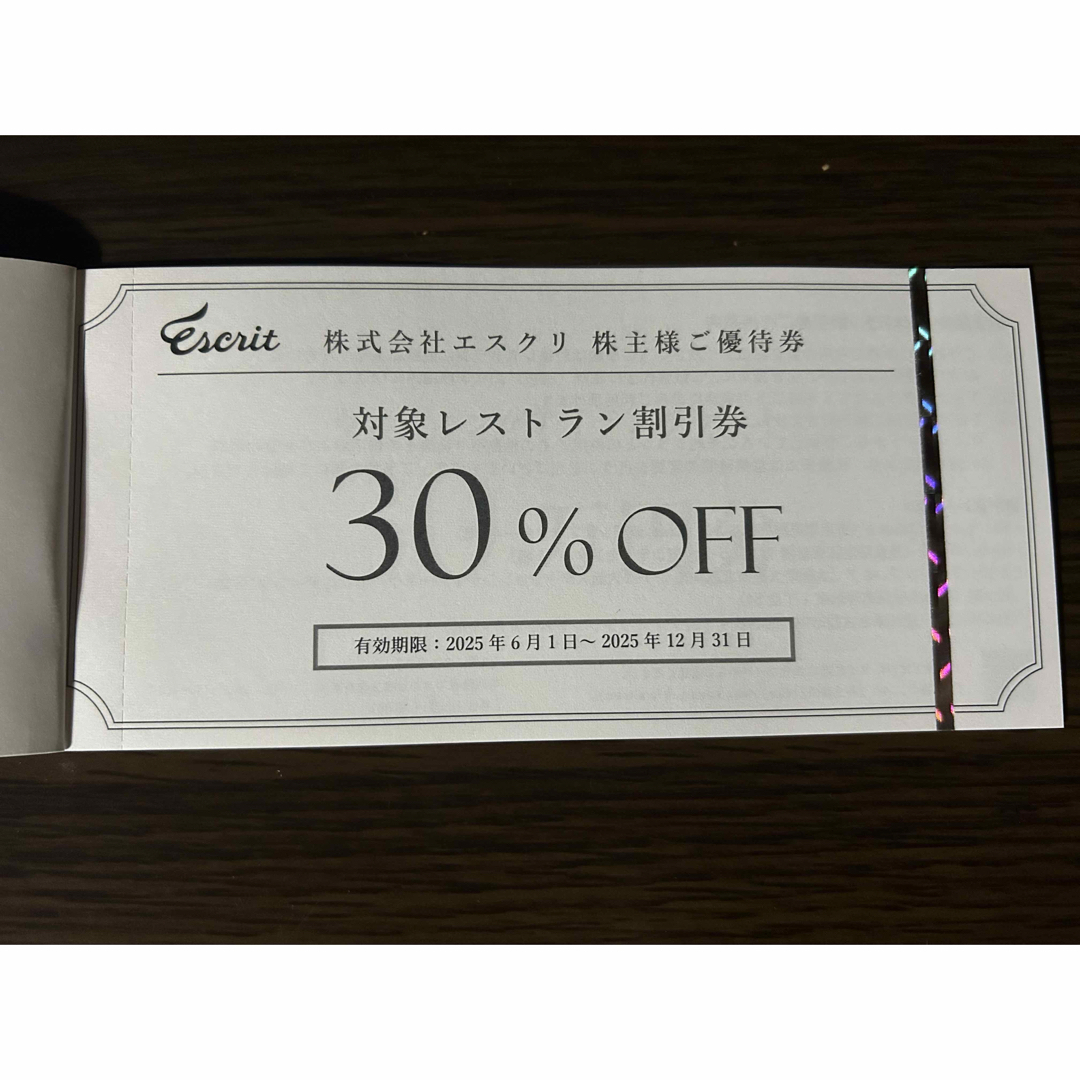 escrit 株式会社エスクリ 株主様ご優待券
対象レストラン割引券
30% OFF
有効期限：2025年6月1日～2025年12月31日